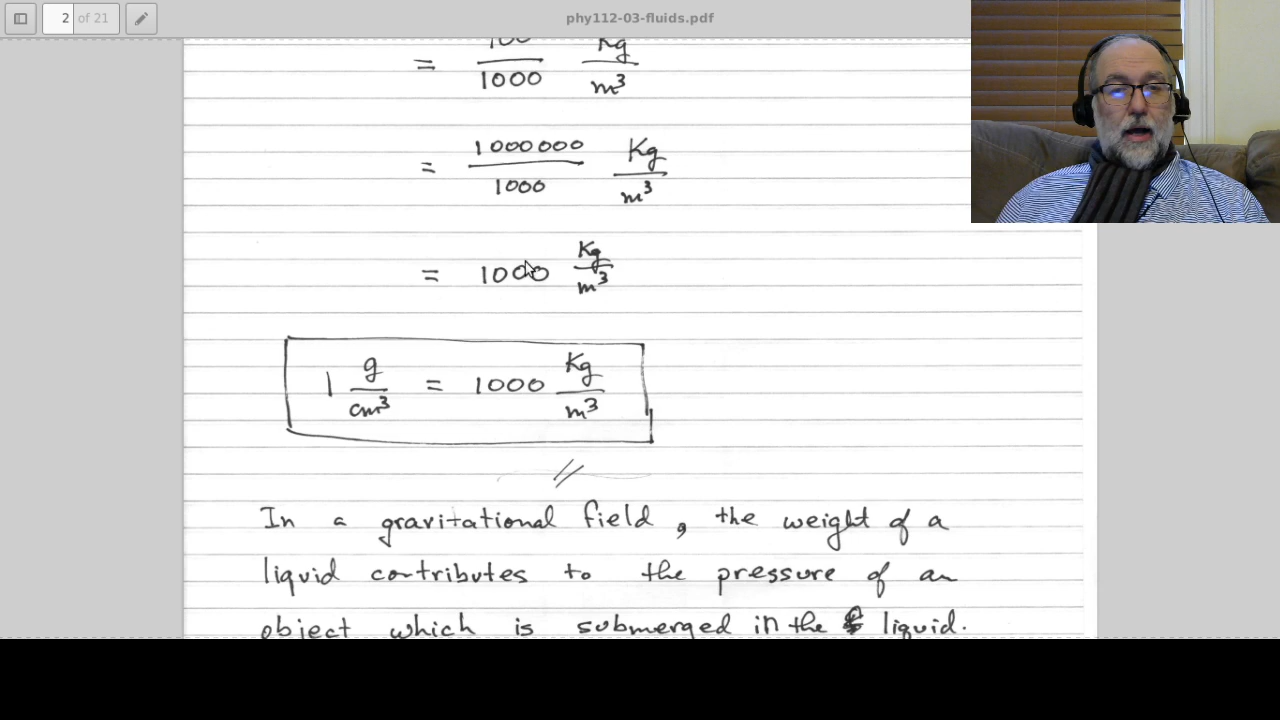 2 of 21
phy112-03-fluids.pdf
= 100/1000 Kg/m³
= 1000000/1000 Kg/m³
= 1000 Kg/m³
1 g/cm³ = 1000 Kg/m³
In a gravitational field, the weight of a
liquid contributes to the pressure of an
object which is submerged in the liquid.